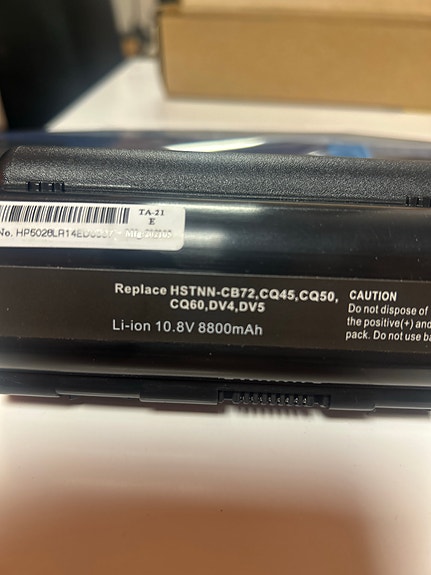 TA-21
E
No. HP5028LR14ED
Replace HSTNN-CB72,CQ45,CQ50,
CQ60,DV4,DV5
Li-ion 10.8V 8800mAh
CAUTION
Do not dispose of
the positive(+) and
pack. Do not use ba